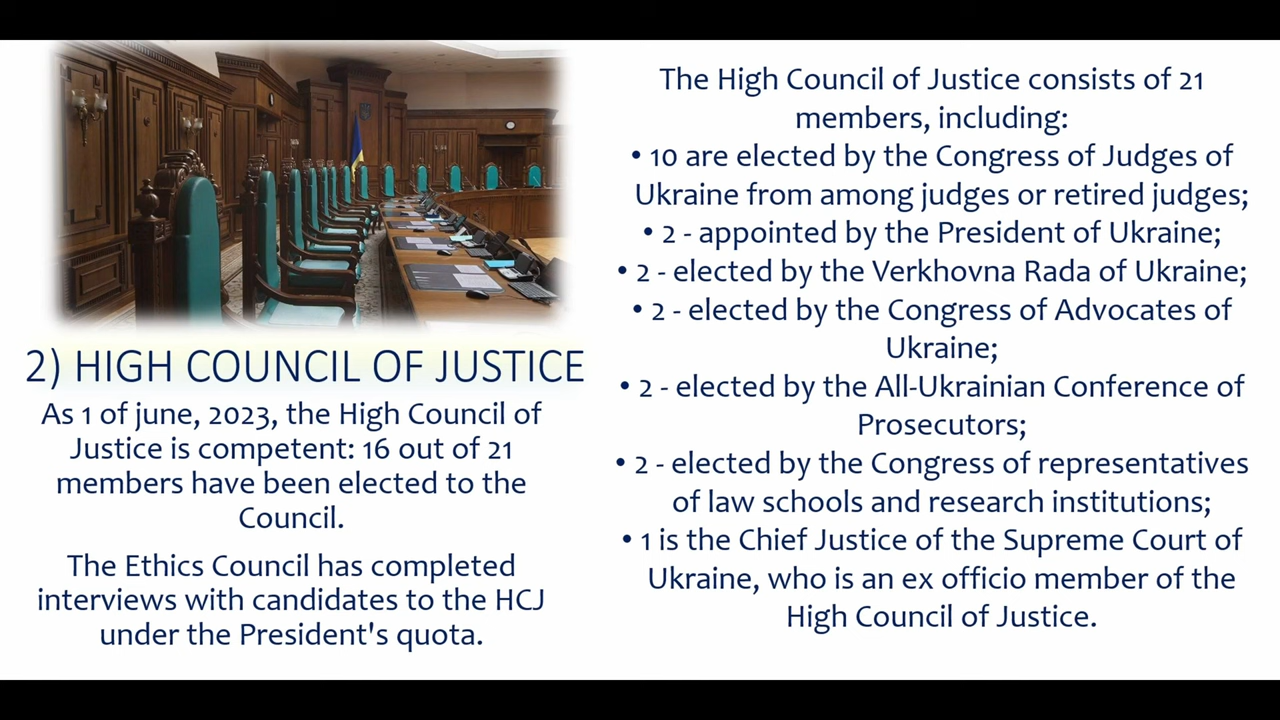 2) HIGH COUNCIL OF JUSTICE
As 1 of june, 2023, the High Council of
Justice is competent: 16 out of 21
members have been elected to the
Council.
The Ethics Council has completed
interviews with candidates to the HCJ
under the President's quota.
The High Council of Justice consists of 21
members, including:
• 10 are elected by the Congress of Judges of
Ukraine from among judges or retired judges;
• 2 - appointed by the President of Ukraine;
• 2 - elected by the Verkhovna Rada of Ukraine;
• 2 - elected by the Congress of Advocates of
Ukraine;
• 2 - elected by the All-Ukrainian Conference of
Prosecutors;
• 2 - elected by the Congress of representatives
of law schools and research institutions;
• 1 is the Chief Justice of the Supreme Court of
Ukraine, who is an ex officio member of the
High Council of Justice.